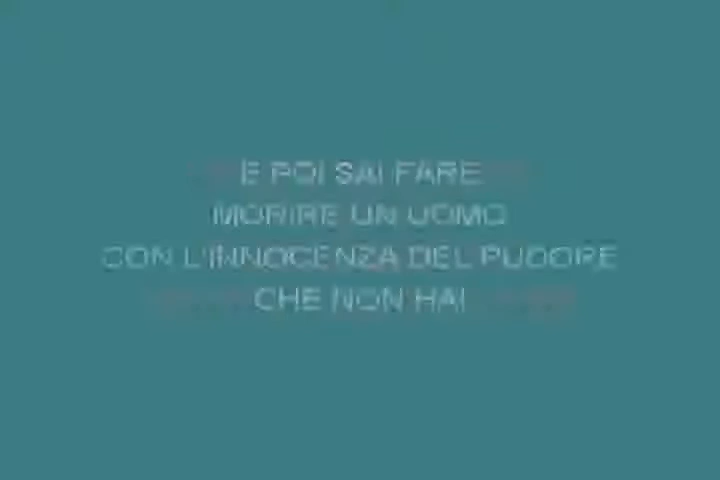 E POI SAI FARE
MORIRE UN UOMO
CON L'INNOCENZA DEL PUDORE
CHE NON HAI